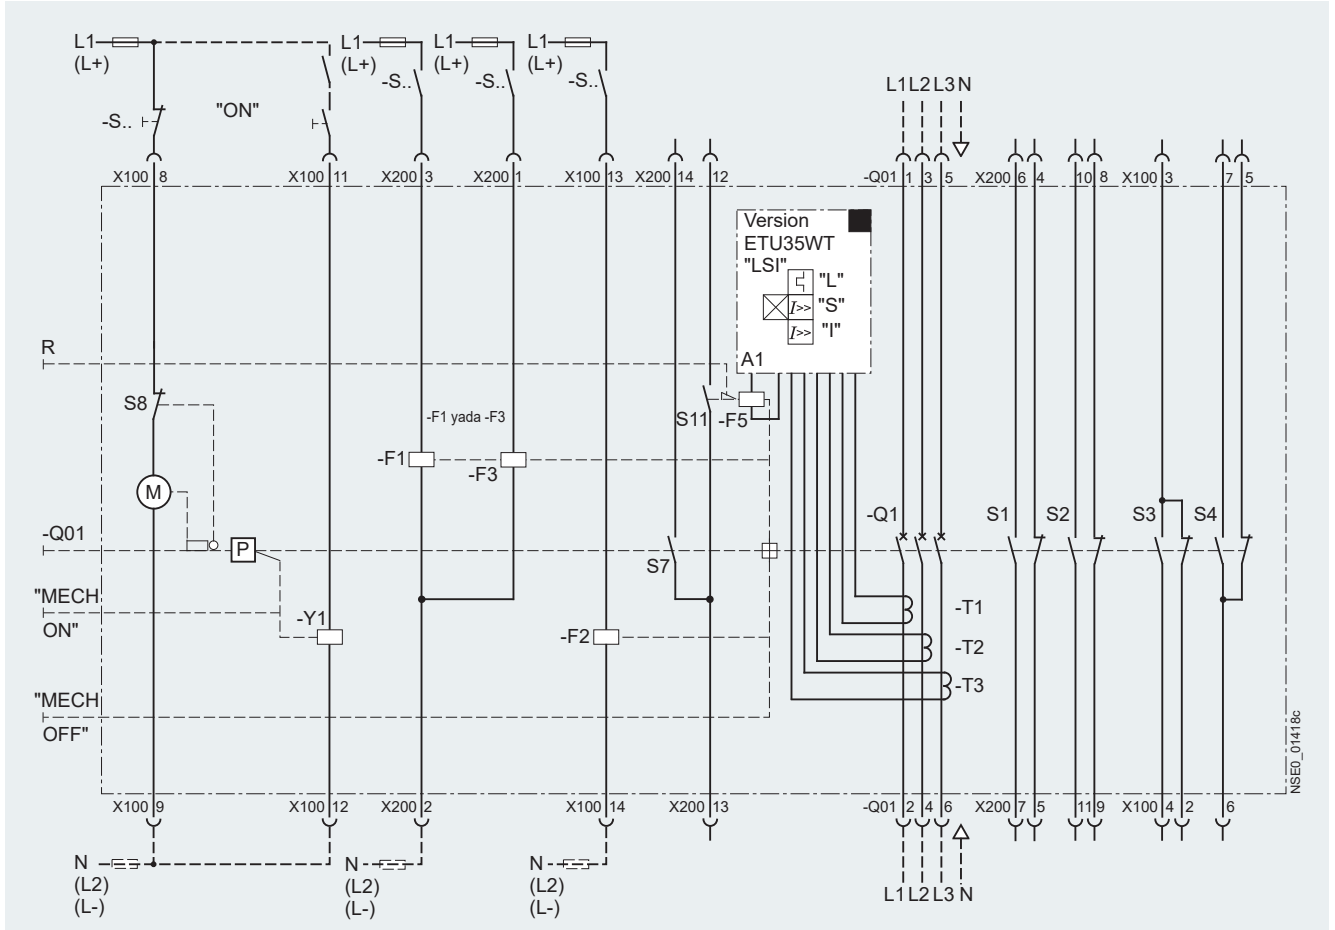 L1 L1 L1 L1
(L+) (L+) (L+) (L+)
-S.. -S.. -S..
L1 L2 L3 N
"ON"
-S..
X100 8 X100 11 X200 3 X200 1 X100 13 X200 14 12 -Q01 1 3 5 X200 6 4 10 8 X100 3 7 5
Version
ETU35WT
"LSI"
"L"
I>> "S"
I>> "I"
A1
R
S8
-F1 yada -F3
S11 -F5
-F1
-F3
M
-Q1 S1 S2 S3 S4
-Q01
P
S7
"MECH
ON"
-Y1
-F2
-T1
-T2
-T3
"MECH
OFF"
NSE0_01418c
X100 9 X100 12 X200 2 X100 14 X200 13 -Q01 2 4 6 X200 7 5 11 9 X100 4 2 6
N N N
(L2) (L2) (L2)
(L-) (L-) (L-)
L1 L2 L3 N